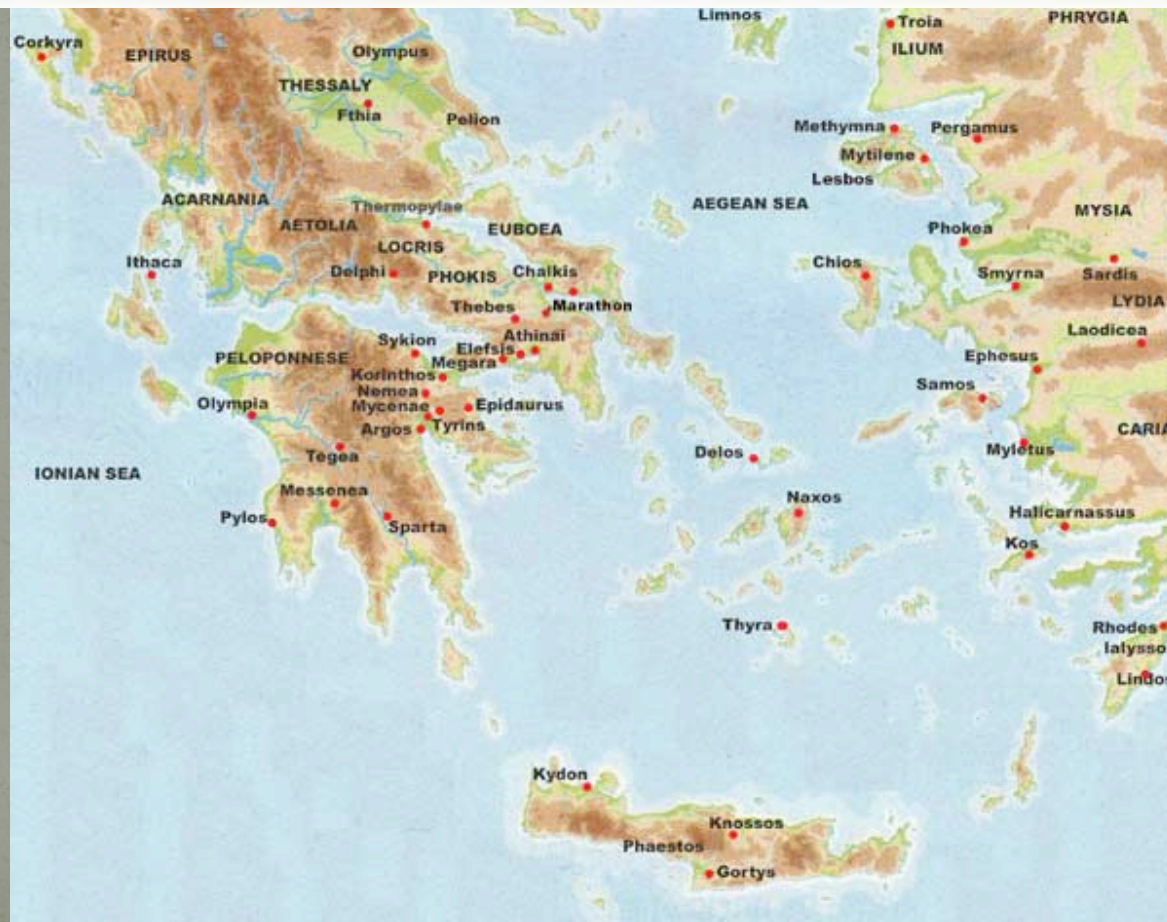 Limnos
Troia
PHRYGIA
Corkyra
EPIRUS
Olympus
ILIUM
THESSALY
Fthia
Pelion
Methymna
Pergamus
Mytilene
Lesbos
ACARNANIA
Thermopylae
AEGEAN SEA
MYSIA
AETOLIA
EUBOEA
Phokea
LOCRIS
Ithaca
Delphi
PHOKIS
Chalkis
Chios
Smyrna
Sardis
Thebes
Marathon
LYDIA
Laodicea
Athinai
Sykion
Elefsis
PELOPONNESE
Megara
Ephesus
Korinthos
Samos
Nemea
Olympia
Mycenae
Epidaurus
Argos
Tyrins
CARIA
Tegea
Delos
Myletus
IONIAN SEA
Messenea
Naxos
Pylos
Sparta
Halicarnassus
Kos
Thyra
Rhodes
Ialysso
Lindos
Kydon
Knossos
Phaestos
Gortys